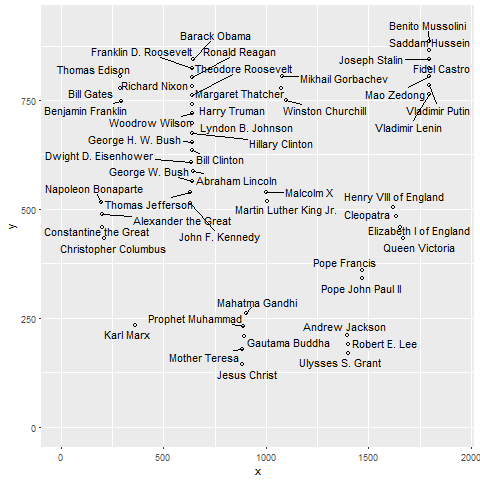 Benito Mussolini
Barack Obama
Saddam Hussein
Franklin D. Roosevelt
Ronald Reagan
Joseph Stalin
Thomas Edison
Theodore Roosevelt
Fidel Castro
Mikhail Gorbachev
Richard Nixon
Bill Gates
Margaret Thatcher
Mao Zedong
Benjamin Franklin
Harry Truman
Winston Churchill
Vladimir Putin
Woodrow Wilson
Lyndon B. Johnson
Vladimir Lenin
George H. W. Bush
Hillary Clinton
Dwight D. Eisenhower
Bill Clinton
George W. Bush
Abraham Lincoln
Napoleon Bonaparte
Malcolm X
Henry VIII of England
Thomas Jefferson
Martin Luther King Jr.
Cleopatra
Alexander the Great
Constantine the Great
John F. Kennedy
Elizabeth I of England
Christopher Columbus
Queen Victoria
Pope Francis
Pope John Paul II
Mahatma Gandhi
Prophet Muhammad
Andrew Jackson
Karl Marx
Gautama Buddha
Robert E. Lee
Mother Teresa
Ulysses S. Grant
Jesus Christ
750
500
250
0
y
0
500
1000
1500
2000
x